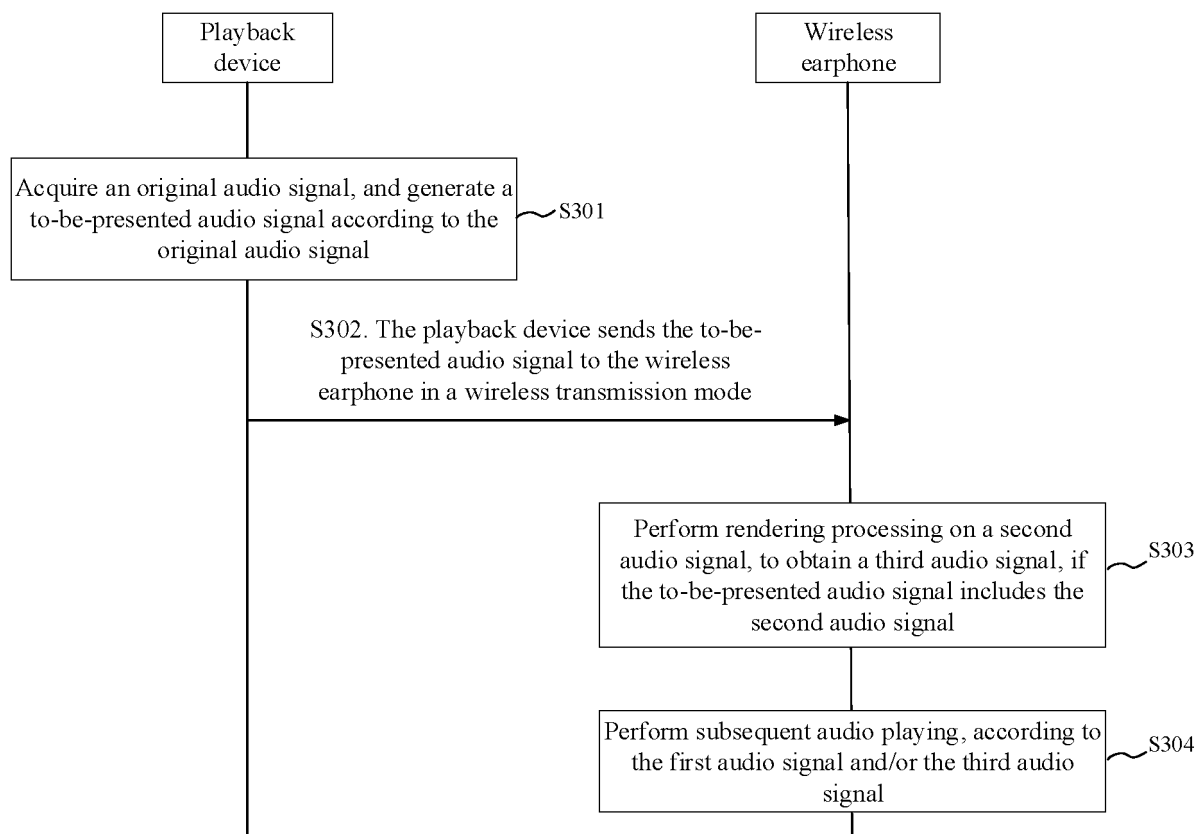 Playback
device
Wireless
earphone
Acquire an original audio signal, and generate a
to-be-presented audio signal according to the
original audio signal
S301
S302. The playback device sends the to-be-
presented audio signal to the wireless
earphone in a wireless transmission mode
Perform rendering processing on a second
audio signal, to obtain a third audio signal, if
the to-be-presented audio signal includes the
second audio signal
S303
Perform subsequent audio playing, according to
the first audio signal and/or the third audio
signal
S304